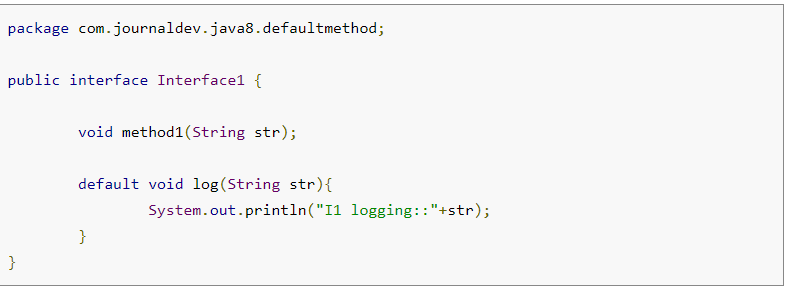 package com.journaldev.java8.defaultmethod;
public interface Interface1 {
void method1(String str);
default void log(String str){
System.out.println("I1 logging::"+str);
}
}